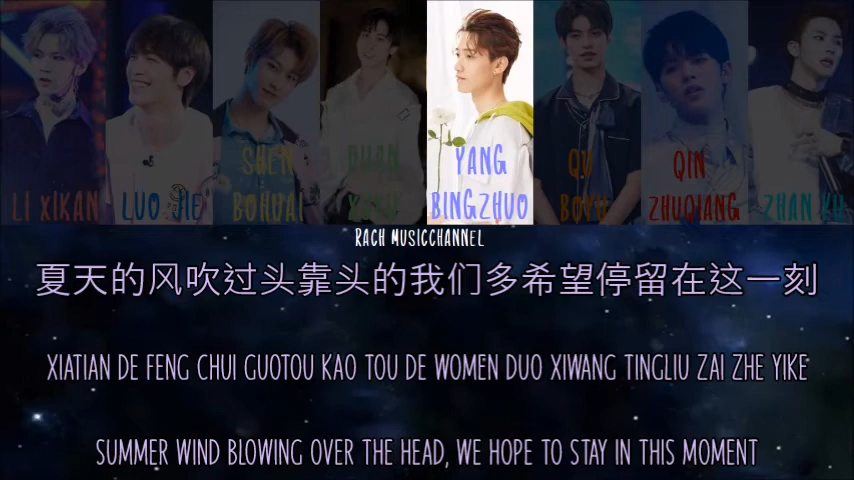 LI XIKAN
LUO JIE
SHEN BOHUAI
DUAN XUYU
YANG BINGZHUO
QU BOYU
QIN ZHUQIANG
ZHAN YU
RACH MUSICCHANNEL
夏天的风吹过头靠头的我们多希望停留在这一刻
XIATIAN DE FENG CHUI GUOTOU KAO TOU DE WOMEN DUO XIWANG TINGLIU ZAI ZHE YIKE
SUMMER WIND BLOWING OVER THE HEAD, WE HOPE TO STAY IN THIS MOMENT